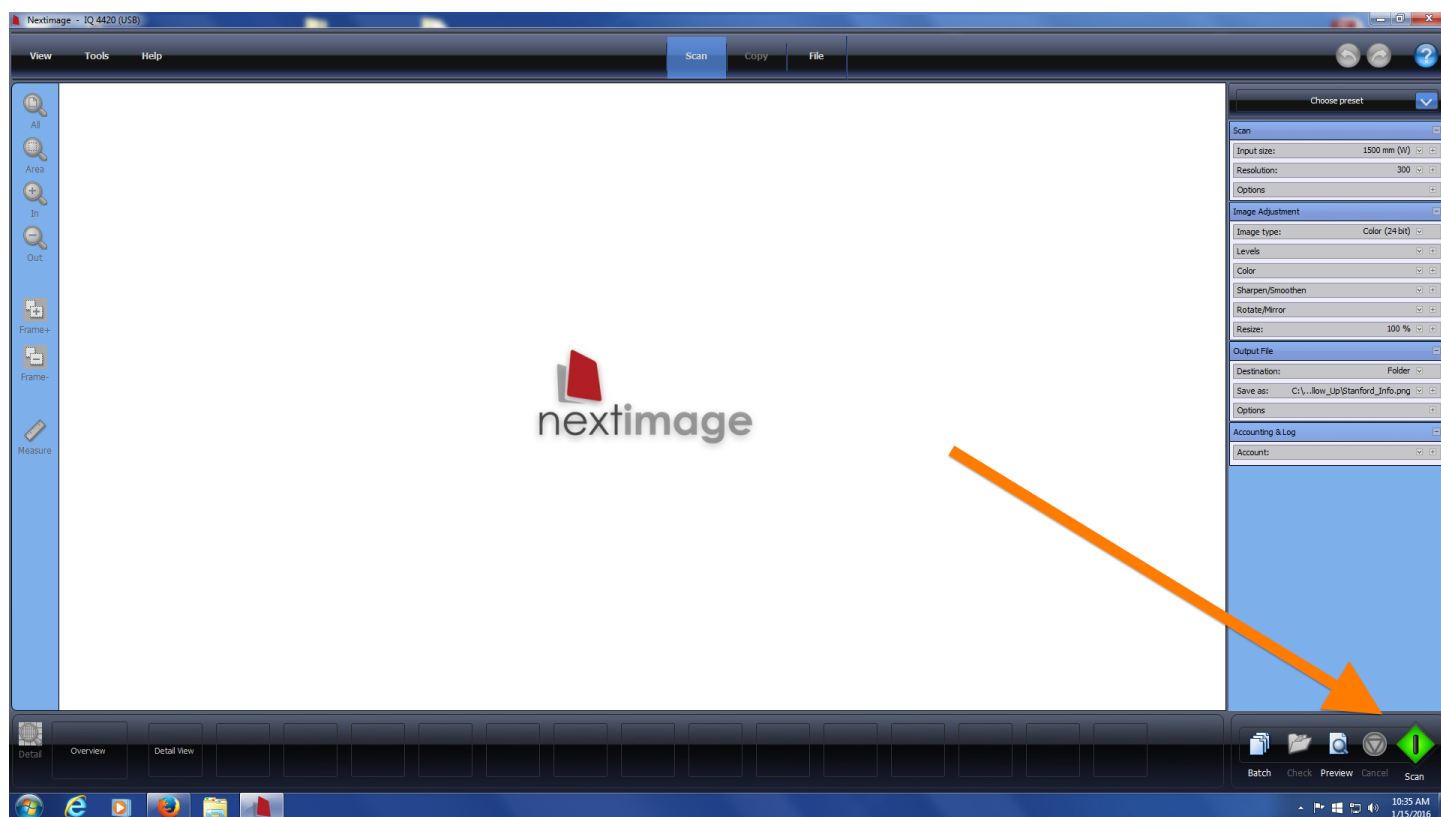 Nextimage - IQ 4420 (USB)
View Tools Help Scan Copy File
?
All
Area
In
Out
Frame+
Frame-
Measure
nextimage
Choose preset
Scan
Input size: 1500 mm (W)
Resolution: 300
Options
Image Adjustment
Image type: Color (24 bit)
Levels
Color
Sharpen/Smoothen
Rotate/Mirror
Resize: 100 %
Output File
Destination: Folder
Save as: C:\...llow_Up\Stanford_Info.png
Options
Accounting & Log
Account:
Detail Overview Detail View
Batch Check Preview Cancel Scan
10:35 AM
1/15/2016